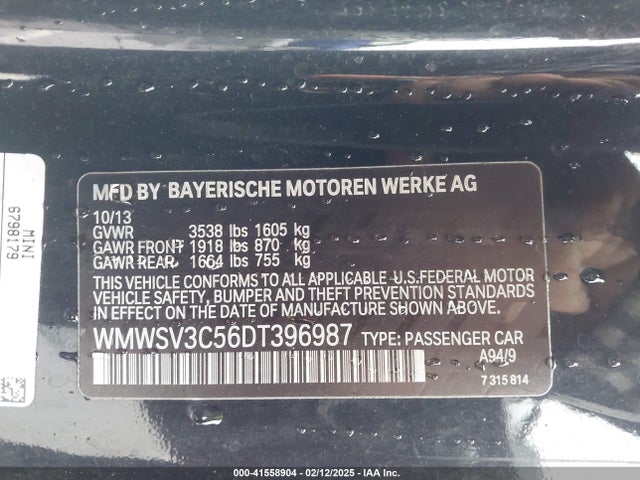 MFD BY BAYERISCHE MOTOREN WERKE AG
10/13
GVWR 3538 lbs 1605 kg
GAWR FRONT 1918 lbs 870 kg
GAWR REAR 1664 lbs 755 kg
THIS VEHICLE CONFORMS TO ALL APPLICABLE U.S.FEDERAL MOTOR
VEHICLE SAFETY, BUMPER AND THEFT PREVENTION STANDARDS
IN EFFECT ON THE DATE OF MANUFACTURE SHOWN ABOVE.
WMWSV3C56DT396987 TYPE: PASSENGER CAR
A94/9
7 315 814
MINI
6798179
000-41558904 - 02/12/2025 - IAA Inc.